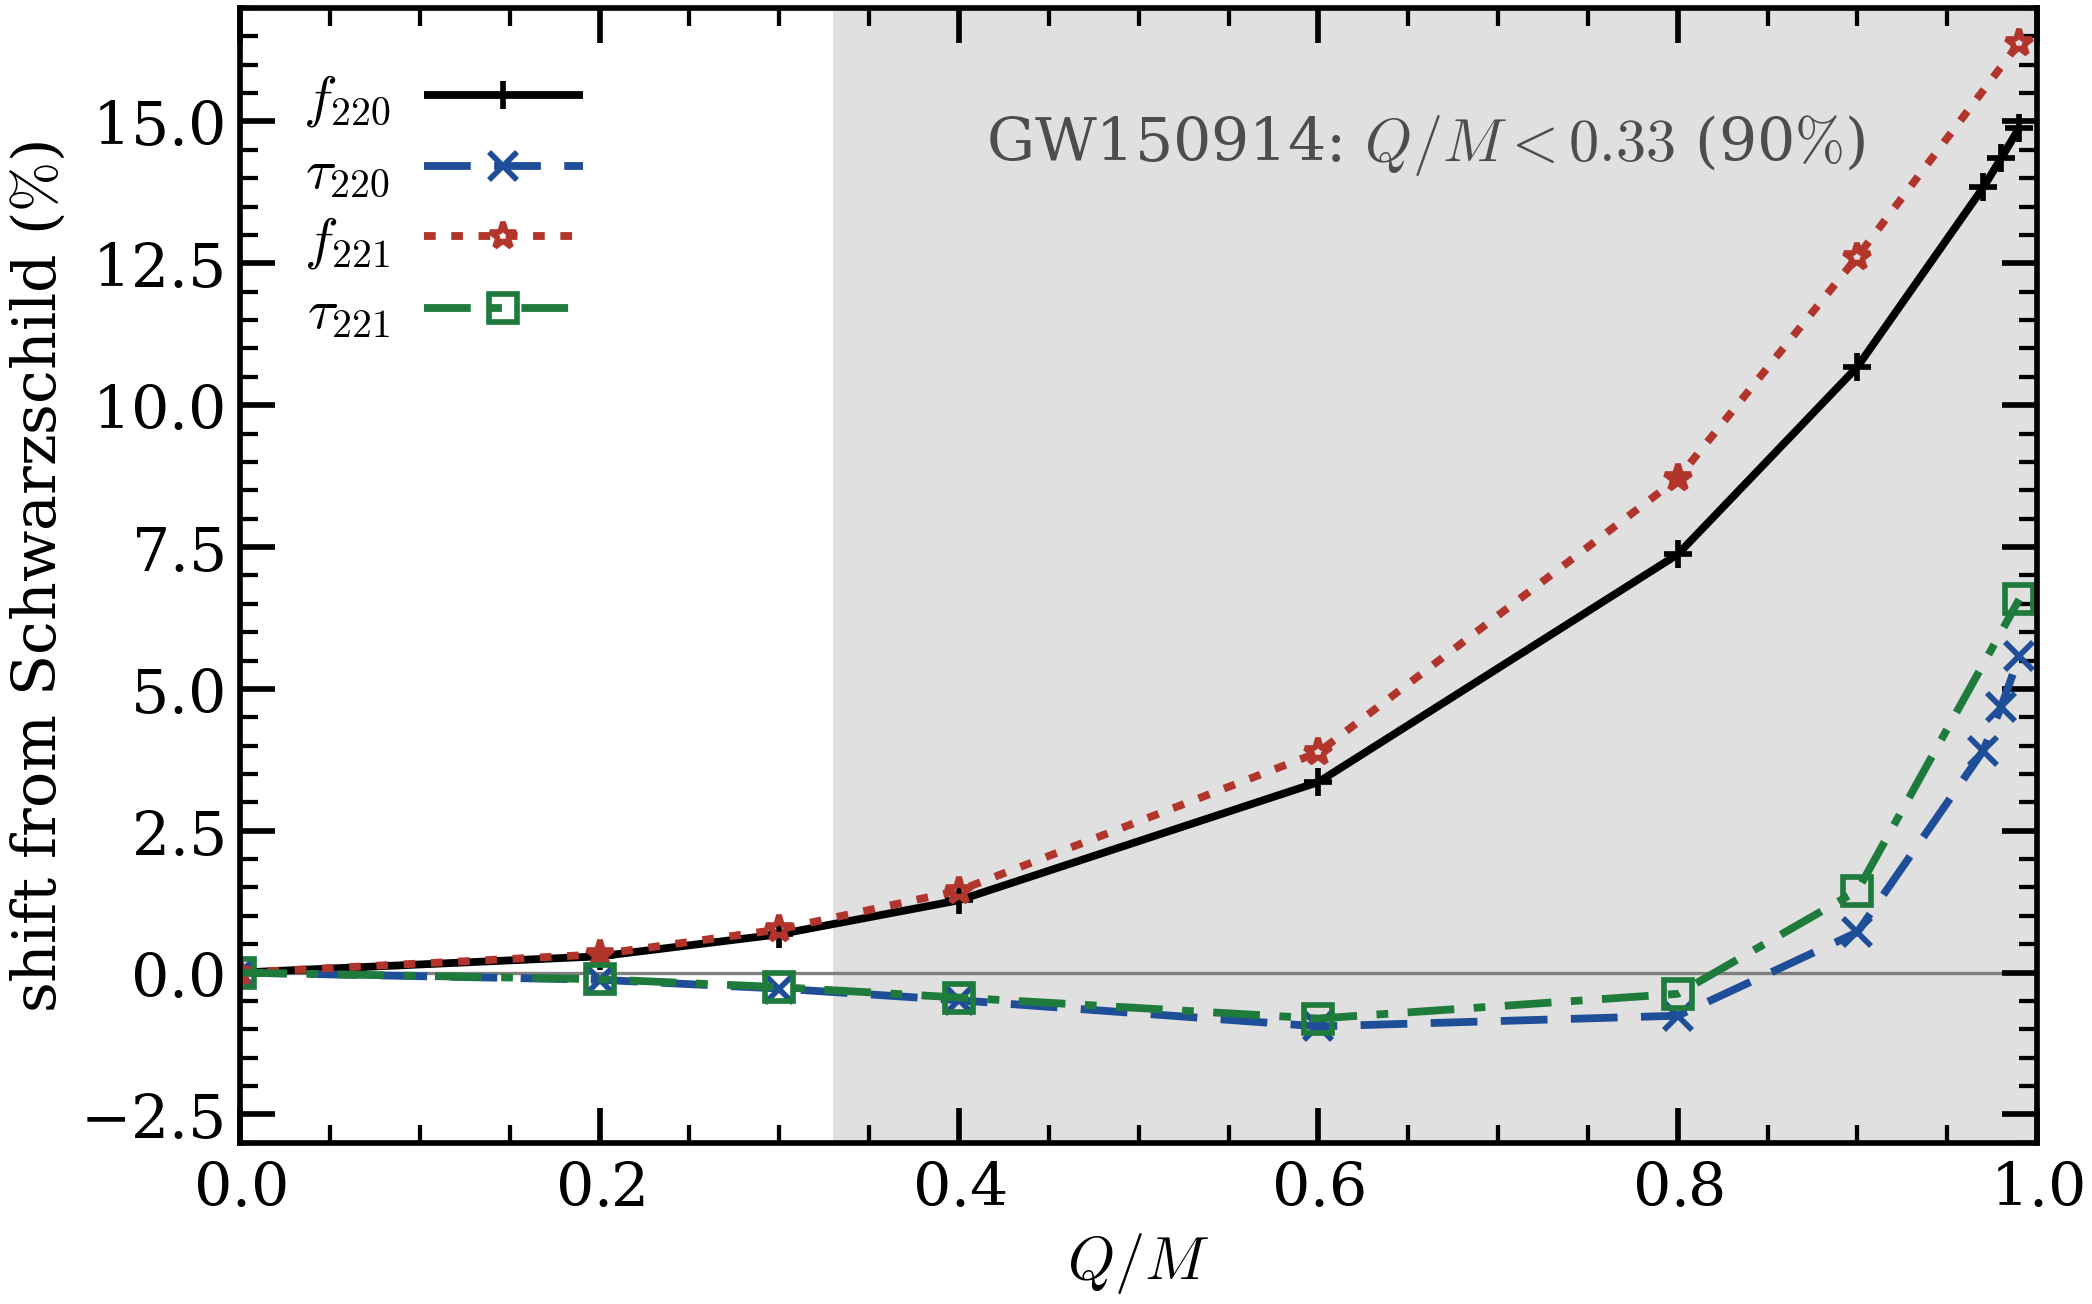 f220
τ220
f221
τ221
GW150914: Q/M < 0.33 (90%)
15.0
12.5
10.0
7.5
5.0
2.5
0.0
−2.5
shift from Schwarzschild (%)
0.0 0.2 0.4 0.6 0.8 1.0
Q/M